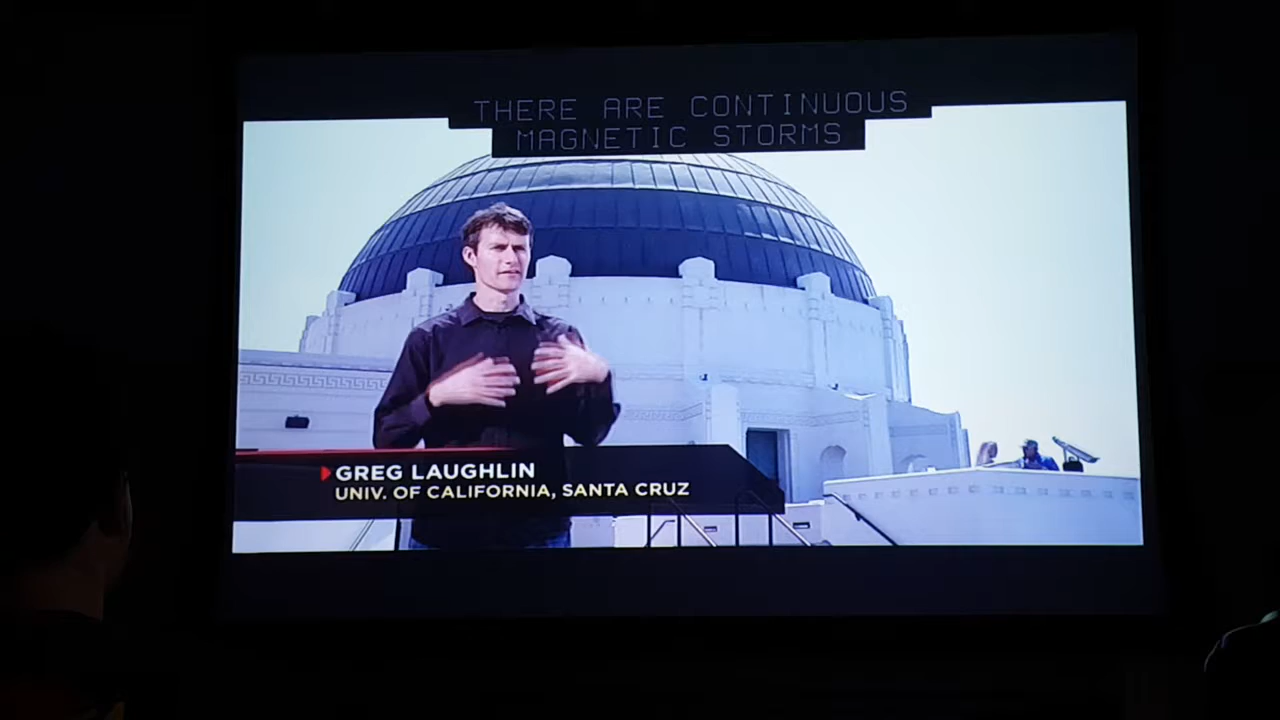 THERE ARE CONTINUOUS
MAGNETIC STORMS
GREG LAUGHLIN
UNIV. OF CALIFORNIA, SANTA CRUZ